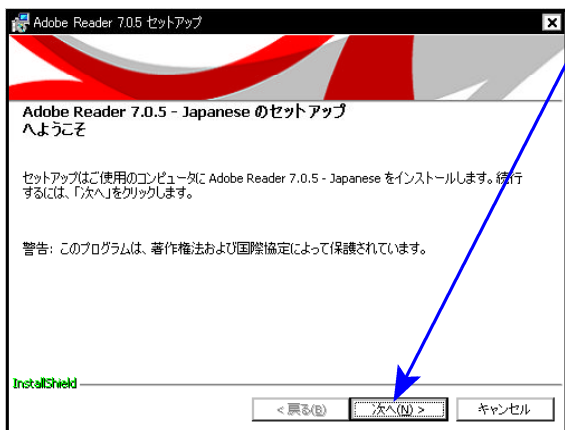 Adobe Reader 7.0.5 セットアップ
Adobe Reader 7.0.5 - Japanese のセットアップ
へようこそ
セットアップはご使用のコンピュータに Adobe Reader 7.0.5 - Japanese をインストールします。続行
するには、「次へ」をクリックします。
警告: このプログラムは、著作権法および国際協定によって保護されています。
InstallShield
< 戻る(B) 次へ(N) > キャンセル